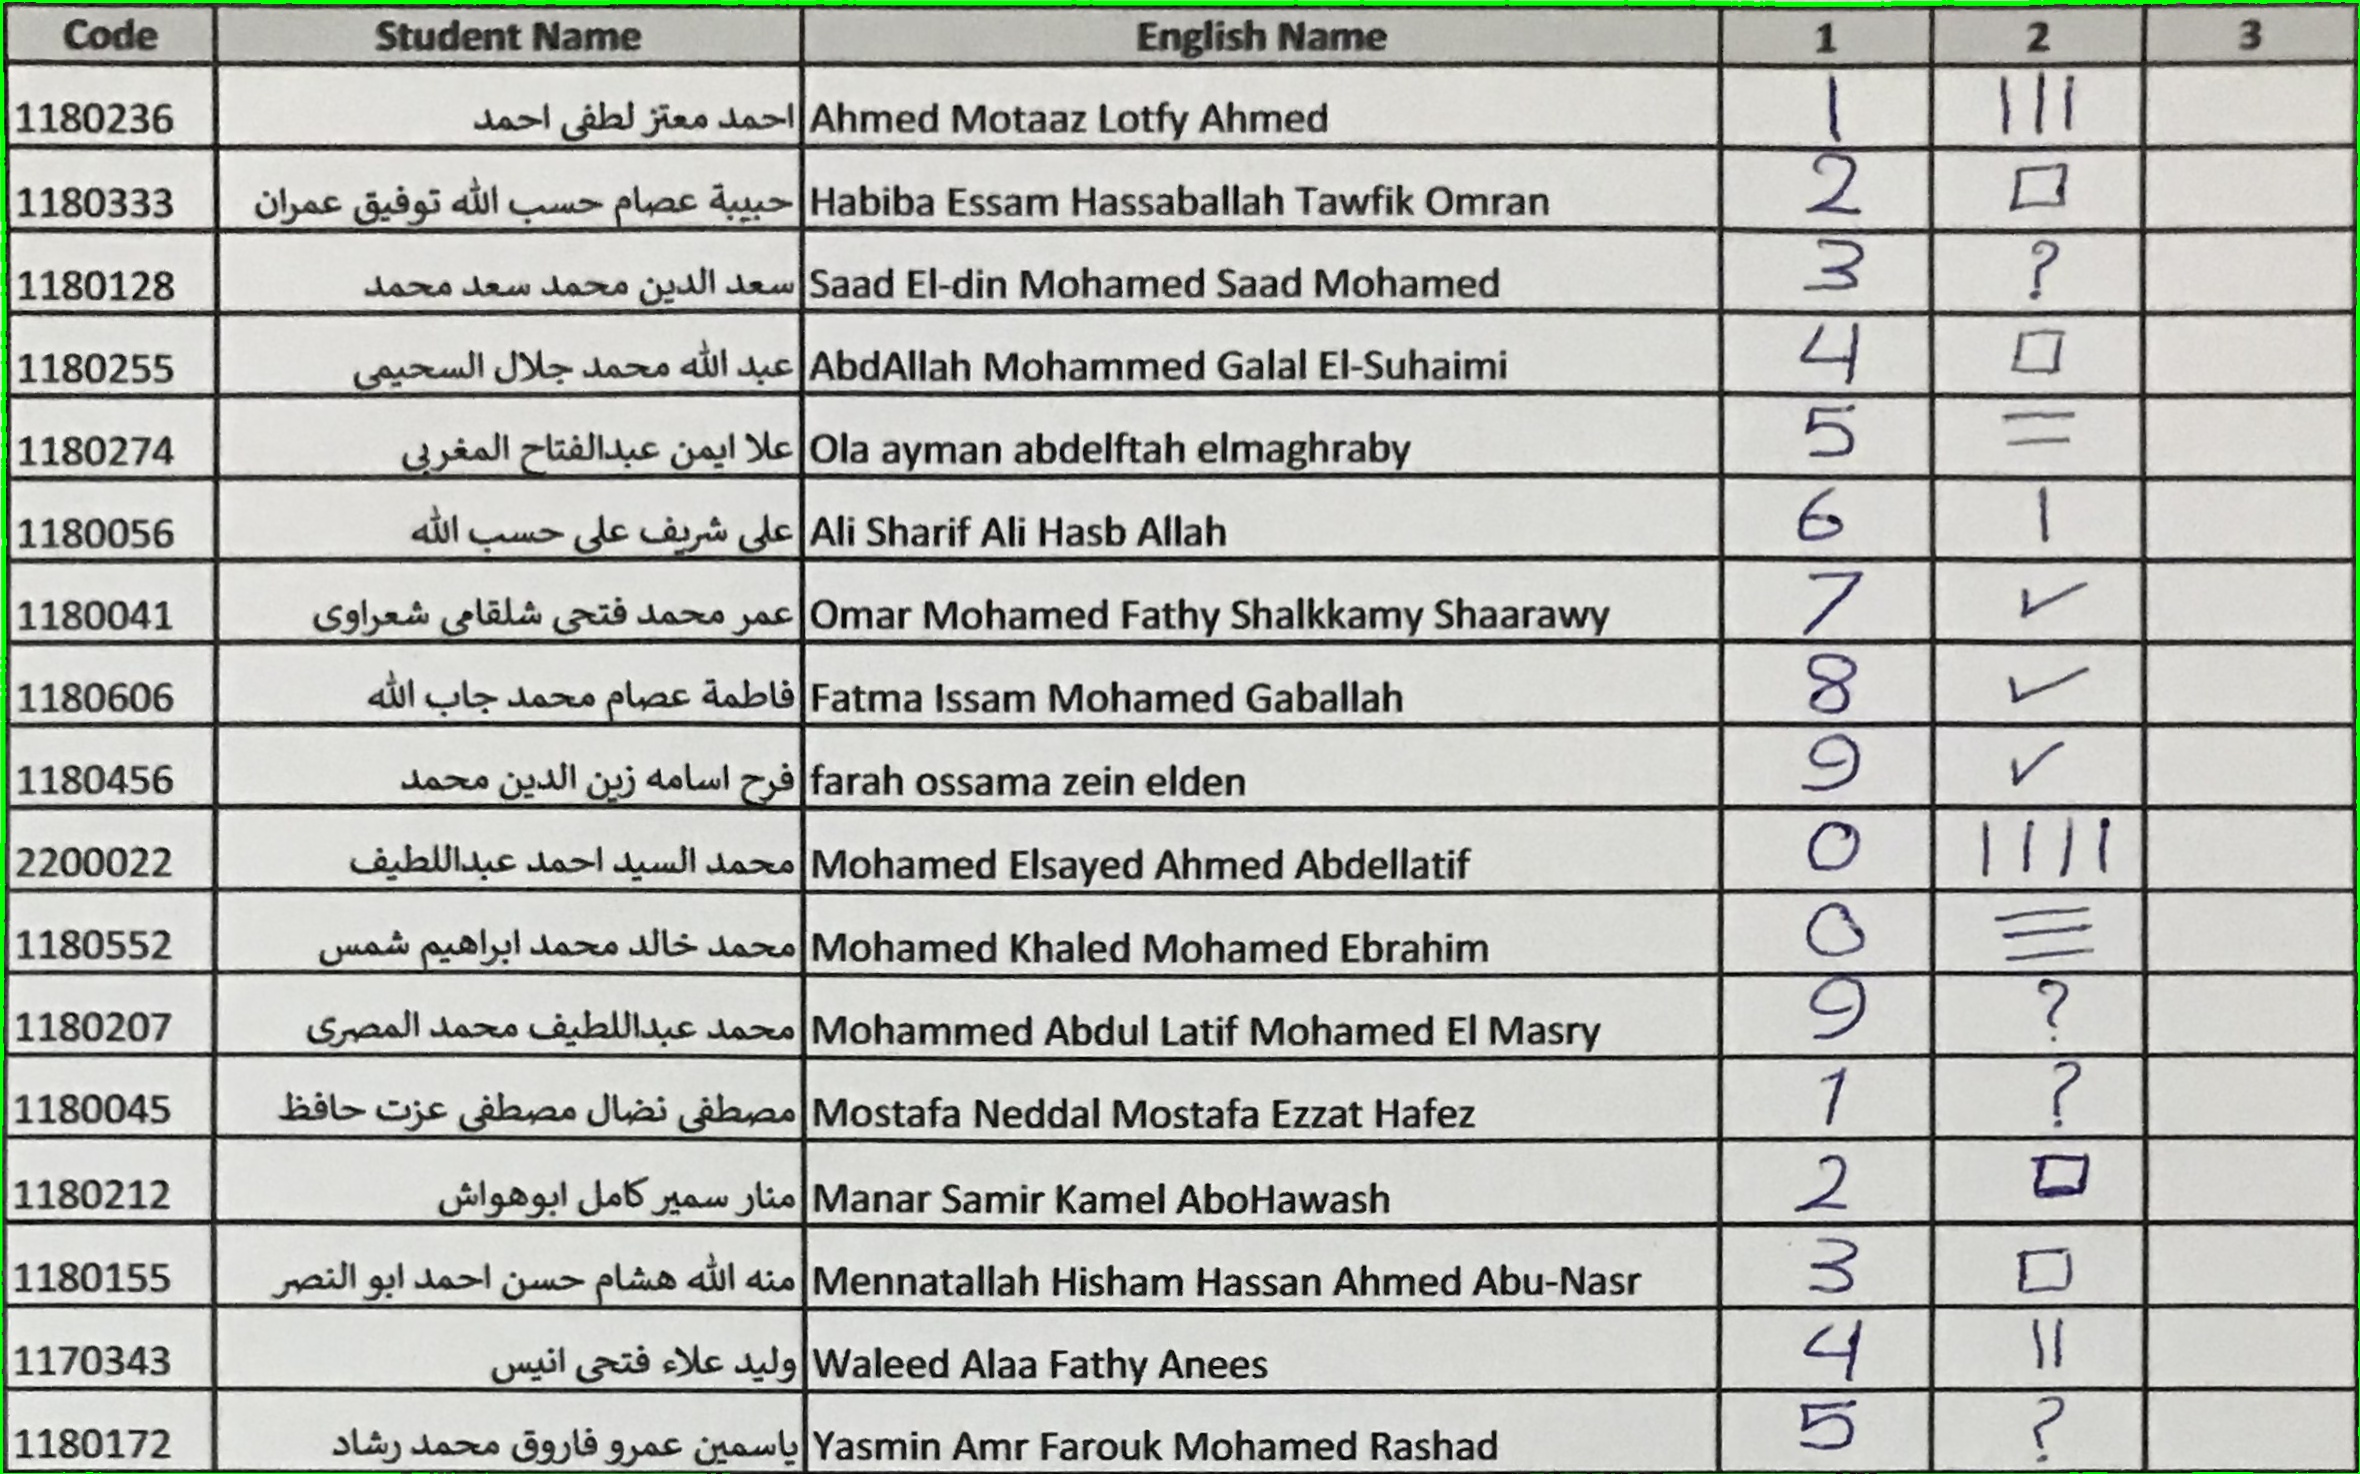 Code Student Name English Name 1 2 3
1180236 احمد معتز لطفى احمد Ahmed Motaaz Lotfy Ahmed 1 |||
1180333 حبيبة عصام حسب الله توفيق عمران Habiba Essam Hassaballah Tawfik Omran 2 □
1180128 سعد الدين محمد سعد محمد Saad El-din Mohamed Saad Mohamed 3 ?
1180255 عبد الله محمد جلال السحيمى AbdAllah Mohammed Galal El-Suhaimi 4 □
1180274 علا ايمن عبدالفتاح المغربى Ola ayman abdelftah elmaghraby 5 =
1180056 على شريف على حسب الله Ali Sharif Ali Hasb Allah 6 |
1180041 عمر محمد فتحى شلقامى شعراوى Omar Mohamed Fathy Shalkkamy Shaarawy 7 ✓
1180606 فاطمة عصام محمد جاب الله Fatma Issam Mohamed Gaballah 8 ✓
1180456 فرح اسامه زين الدين محمد farah ossama zein elden 9 ✓
2200022 محمد السيد احمد عبداللطيف Mohamed Elsayed Ahmed Abdellatif 0 ||||
1180552 محمد خالد محمد ابراهيم شمس Mohamed Khaled Mohamed Ebrahim 0 ≡
1180207 محمد عبداللطيف محمد المصرى Mohammed Abdul Latif Mohamed El Masry 9 ?
1180045 مصطفى نضال مصطفى عزت حافظ Mostafa Neddal Mostafa Ezzat Hafez 1 ?
1180212 منار سمير كامل ابوهواش Manar Samir Kamel AboHawash 2 □
1180155 منه الله هشام حسن احمد ابو النصر Mennatallah Hisham Hassan Ahmed Abu-Nasr 3 □
1170343 وليد علاء فتحى انيس Waleed Alaa Fathy Anees 4 ||
1180172 ياسمين عمرو فاروق محمد رشاد Yasmin Amr Farouk Mohamed Rashad 5 ?